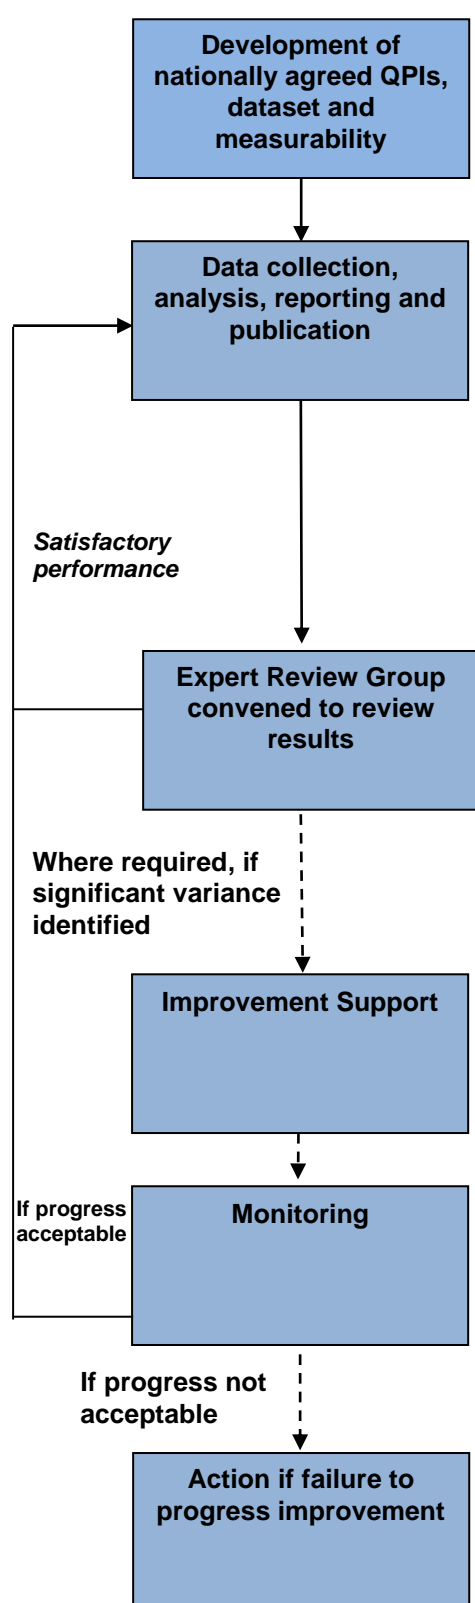 Development of
nationally agreed QPIs,
dataset and
measurability
Data collection,
analysis, reporting and
publication
Satisfactory
performance
Expert Review Group
convened to review
results
Where required, if
significant variance
identified
Improvement Support
If progress
acceptable
Monitoring
If progress not
acceptable
Action if failure to
progress improvement